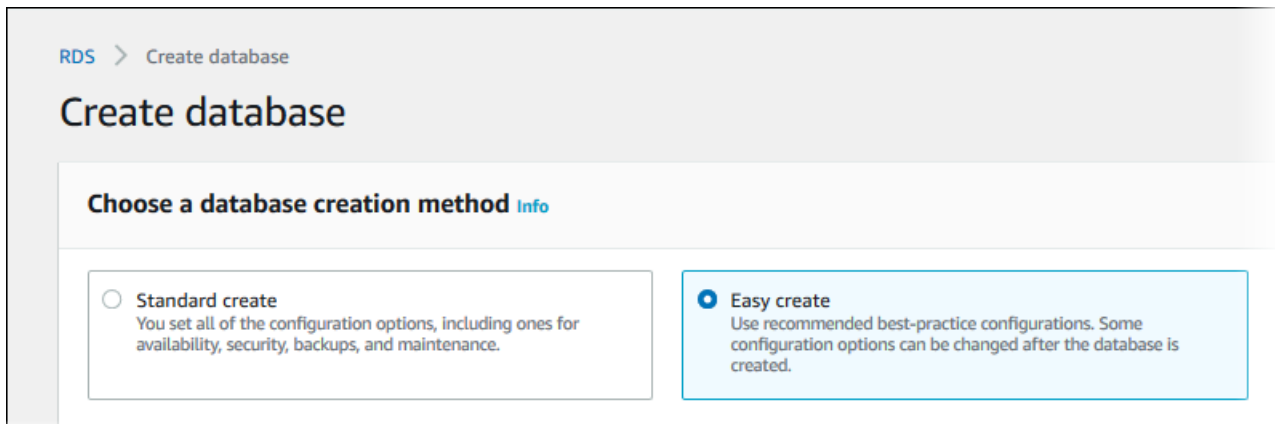 RDS > Create database
Create database
Choose a database creation method Info
Standard create
You set all of the configuration options, including ones for
availability, security, backups, and maintenance.
Easy create
Use recommended best-practice configurations. Some
configuration options can be changed after the database is
created.